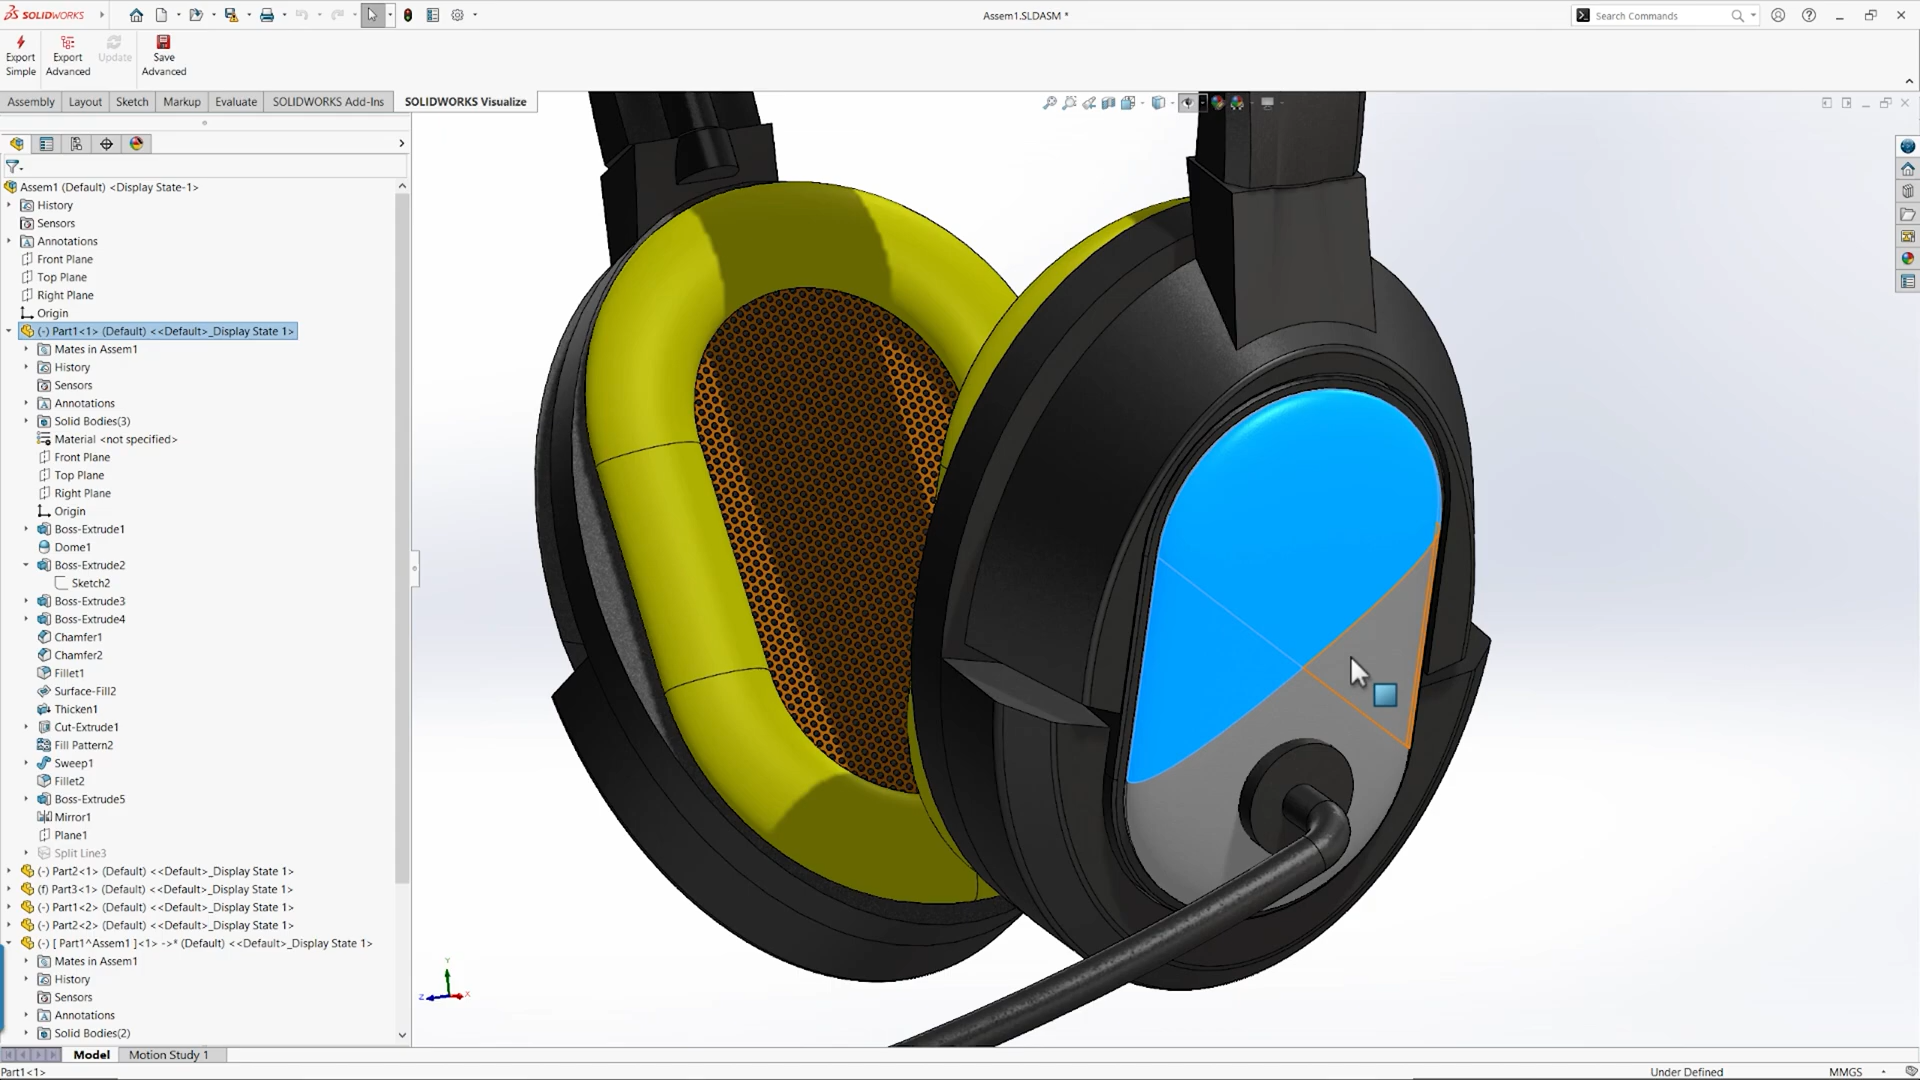 SOLIDWORKS
Assem1.SLDASM *
Search Commands
Export Simple
Export Advanced
Update
Save Advanced
Assembly
Layout
Sketch
Markup
Evaluate
SOLIDWORKS Add-Ins
SOLIDWORKS Visualize
Assem1 (Default) <Display State-1>
History
Sensors
Annotations
Front Plane
Top Plane
Right Plane
Origin
(-) Part1<1> (Default) <<Default>_Display State 1>
Mates in Assem1
History
Sensors
Annotations
Solid Bodies(3)
Material <not specified>
Front Plane
Top Plane
Right Plane
Origin
Boss-Extrude1
Dome1
Boss-Extrude2
Sketch2
Boss-Extrude3
Boss-Extrude4
Chamfer1
Chamfer2
Fillet1
Surface-Fill2
Thicken1
Cut-Extrude1
Fill Pattern2
Sweep1
Fillet2
Boss-Extrude5
Mirror1
Plane1
Split Line3
(-) Part2<1> (Default) <<Default>_Display State 1>
(f) Part3<1> (Default) <<Default>_Display State 1>
(-) Part1<2> (Default) <<Default>_Display State 1>
(-) Part2<2> (Default) <<Default>_Display State 1>
(-) [ Part1^Assem1 ]<1> ->* (Default) <<Default>_Display State 1>
Mates in Assem1
History
Sensors
Annotations
Solid Bodies(2)
Y
Z
X
Model
Motion Study 1
Part1<1>
Under Defined
MMGS